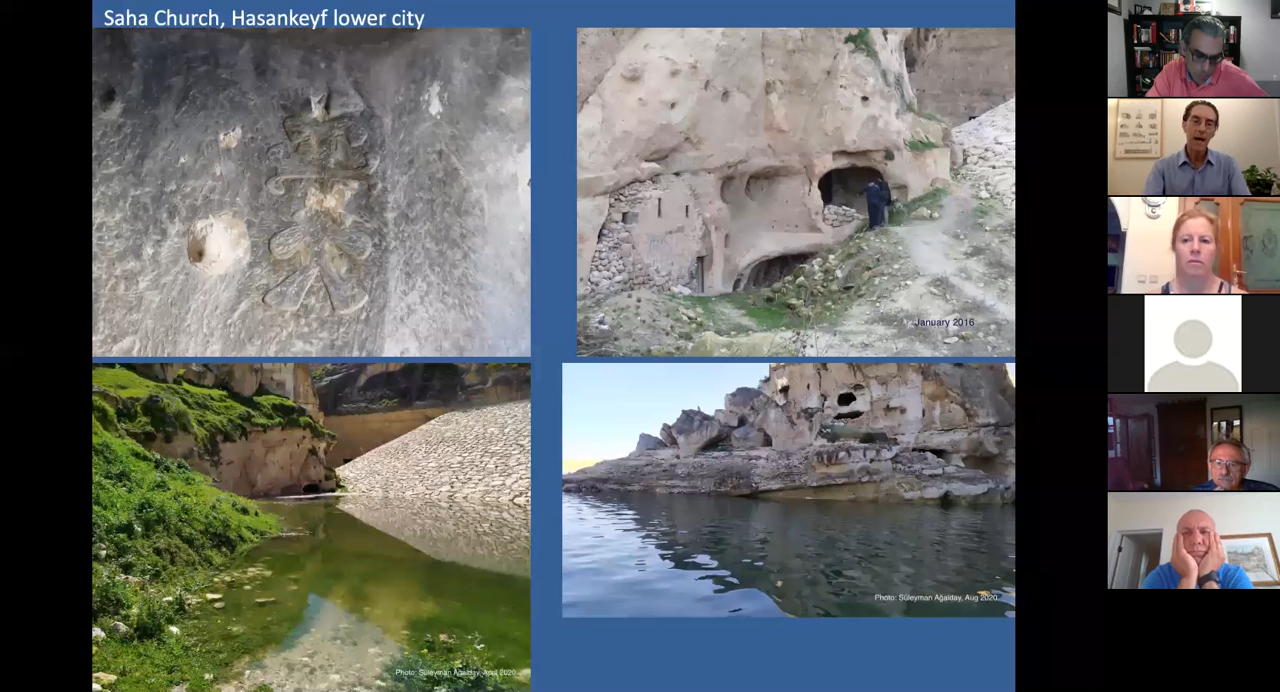 Saha Church, Hasankeyf lower city
January 2016
Photo: Süleyman Ağalday, April 2020
Photo: Süleyman Ağalday, Aug 2020